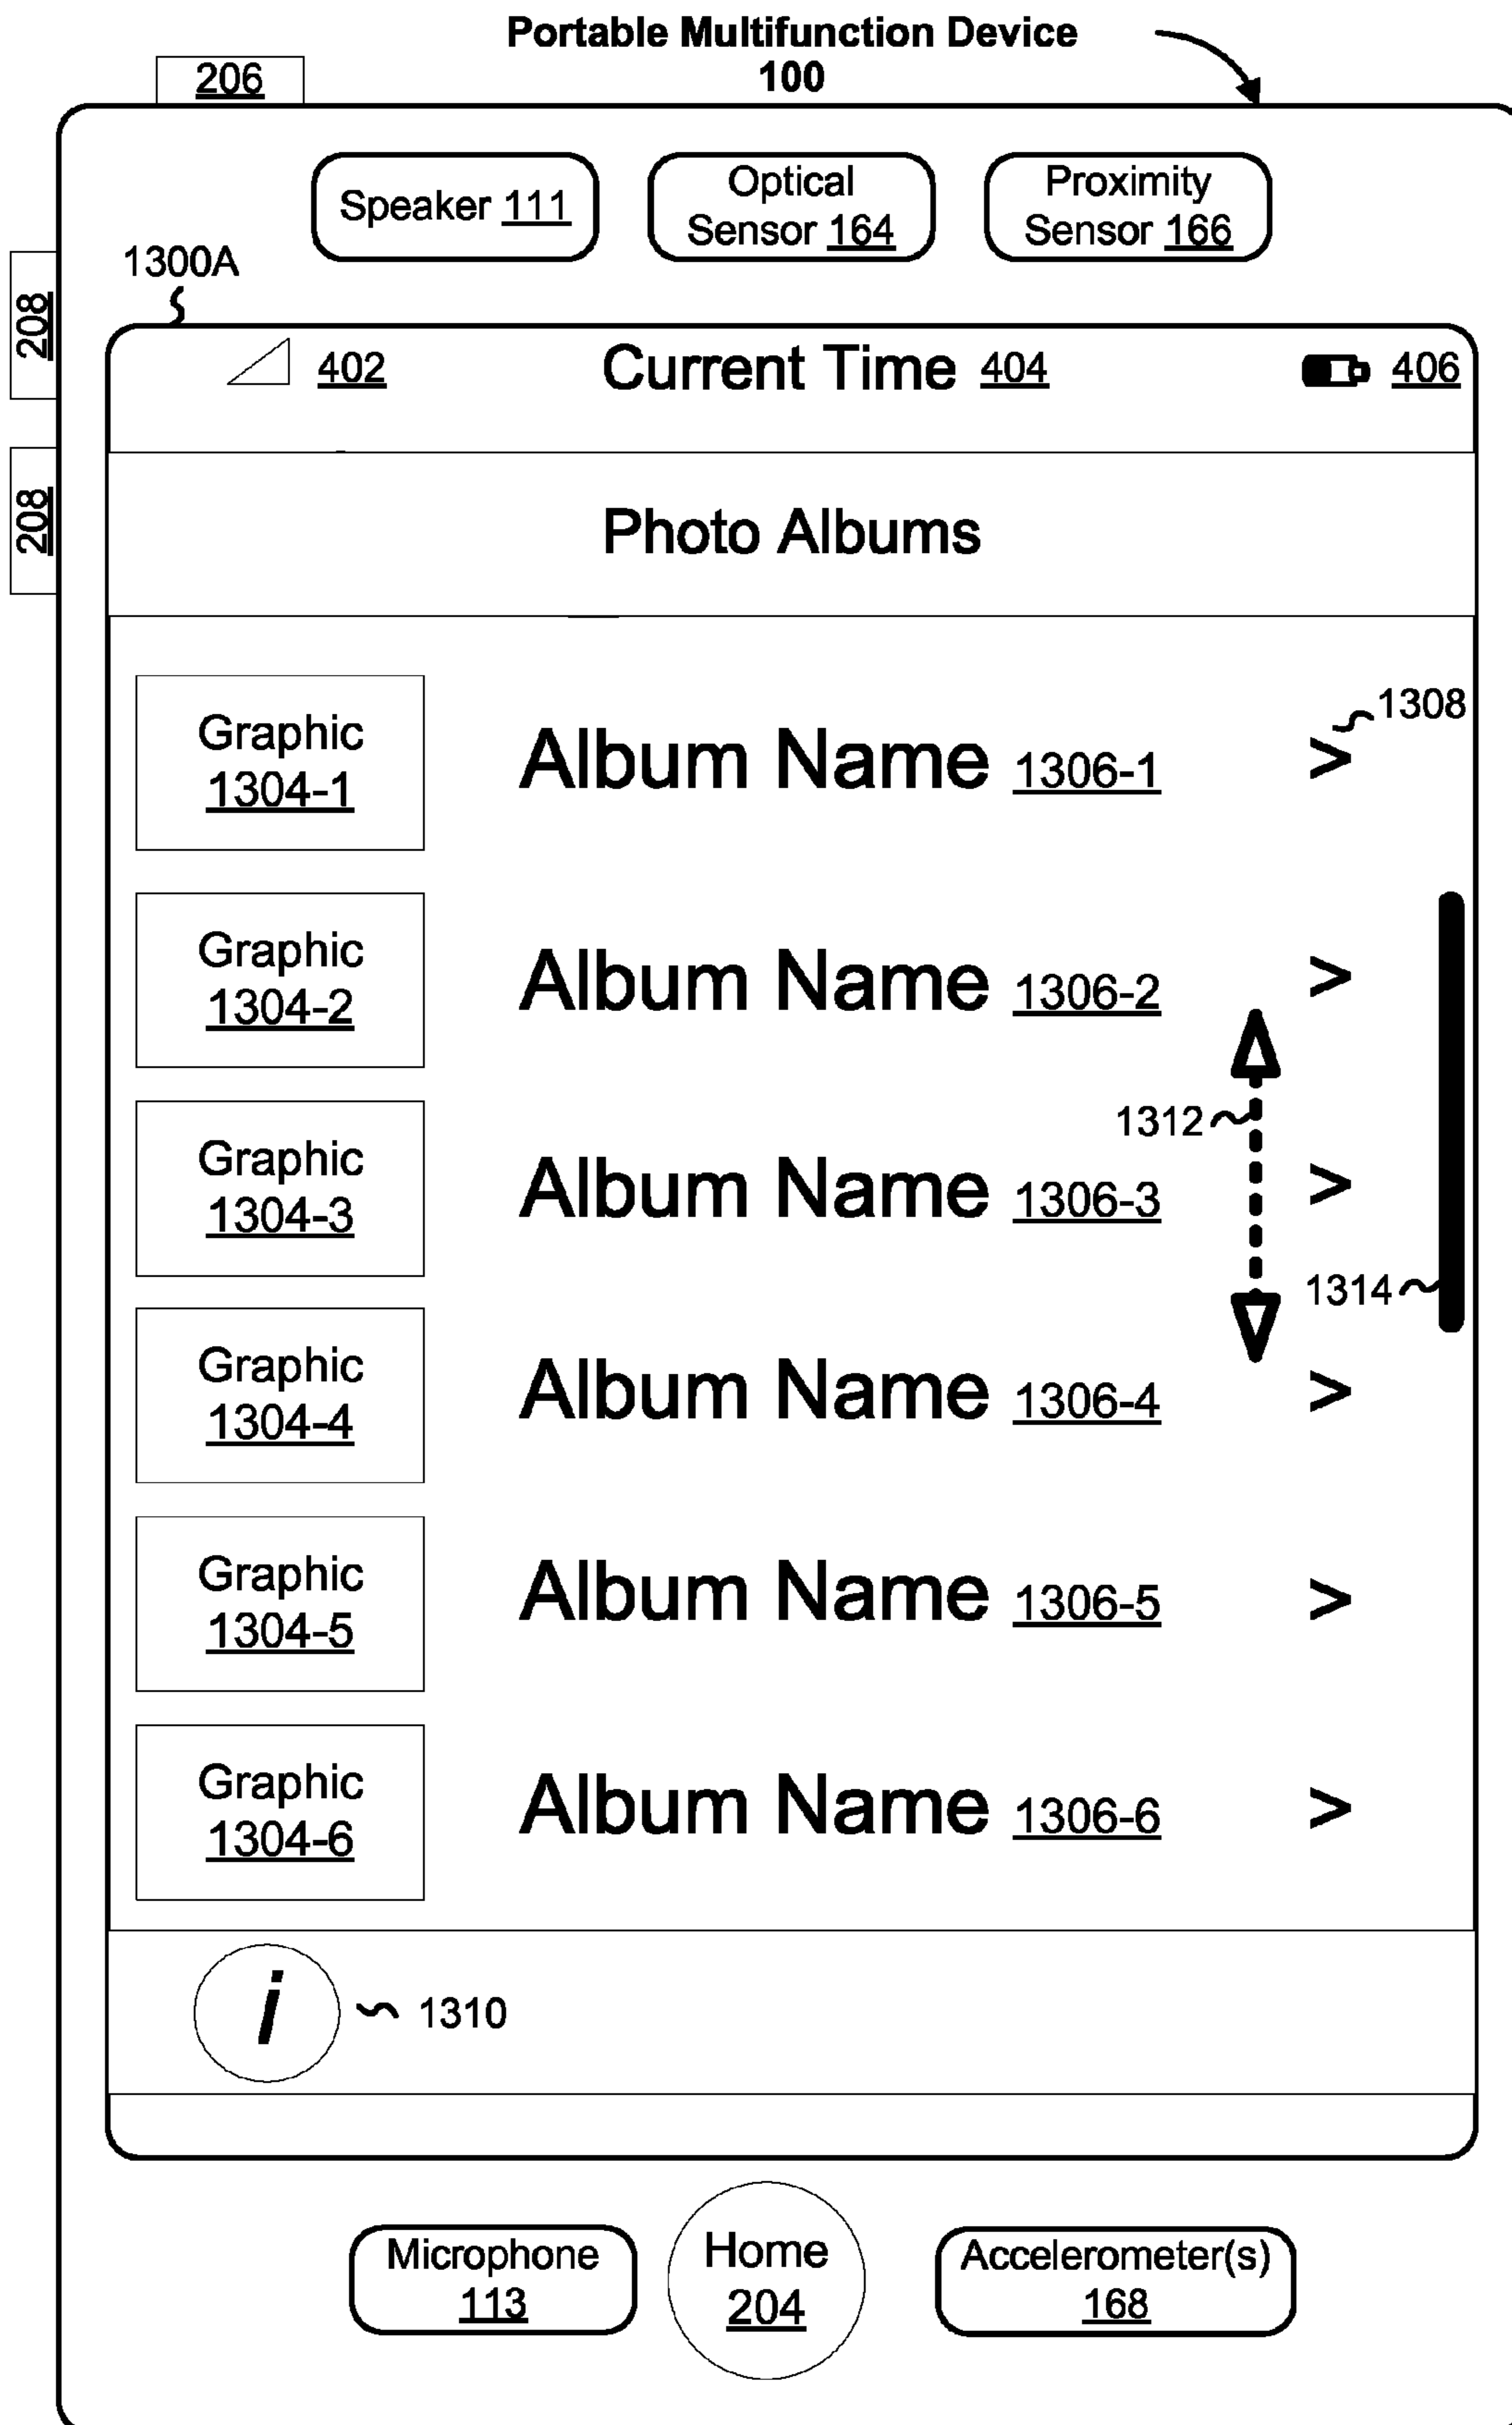 Portable Multifunction Device
100
206
Speaker 111
Optical
Sensor 164
Proximity
Sensor 166
1300A
208
208
402
Current Time 404
406
Photo Albums
Graphic
1304-1
Album Name 1306-1
>
1308
Graphic
1304-2
Album Name 1306-2
>
1312
Graphic
1304-3
Album Name 1306-3
>
1314
Graphic
1304-4
Album Name 1306-4
>
Graphic
1304-5
Album Name 1306-5
>
Graphic
1304-6
Album Name 1306-6
>
i
1310
Microphone
113
Home
204
Accelerometer(s)
168